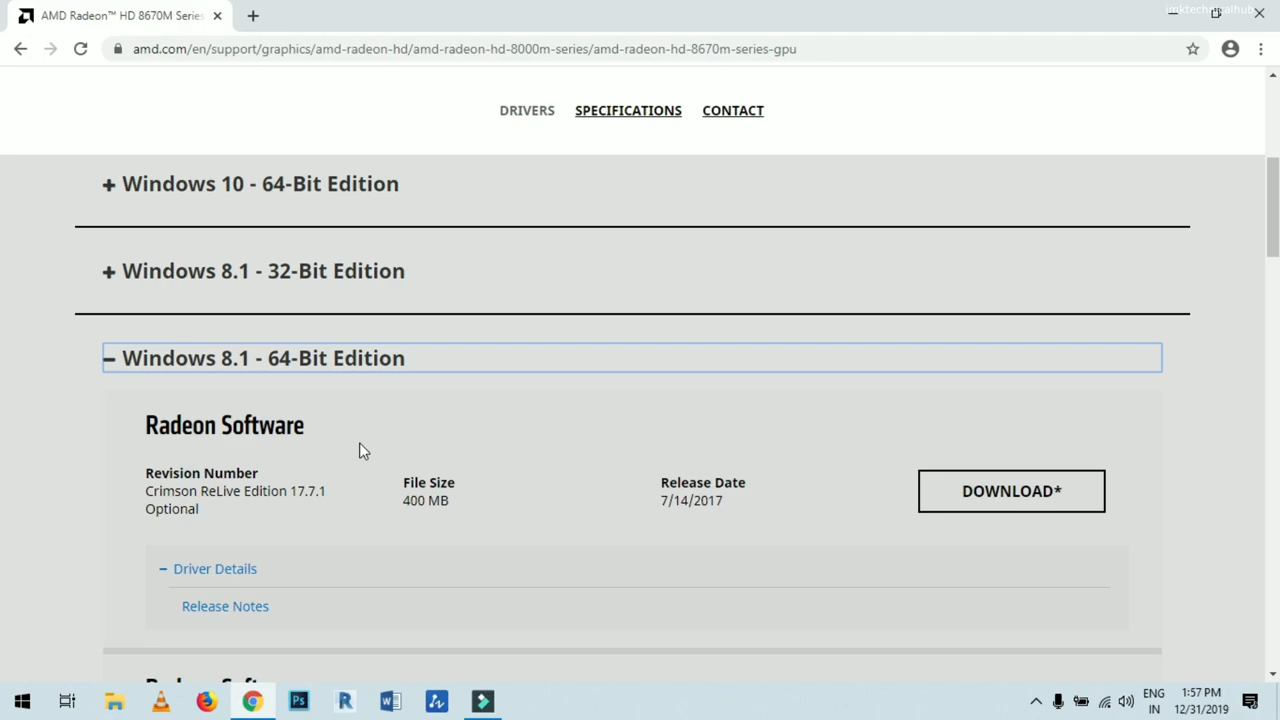 AMD Radeon™ HD 8670M Series
jmktechnicalhub
amd.com/en/support/graphics/amd-radeon-hd/amd-radeon-hd-8000m-series/amd-radeon-hd-8670m-series-gpu
DRIVERS SPECIFICATIONS CONTACT
Windows 10 - 64-Bit Edition
Windows 8.1 - 32-Bit Edition
Windows 8.1 - 64-Bit Edition
Radeon Software
Revision Number
Crimson ReLive Edition 17.7.1
Optional
File Size
400 MB
Release Date
7/14/2017
DOWNLOAD*
Driver Details
Release Notes
ENG
IN
1:57 PM
12/31/2019